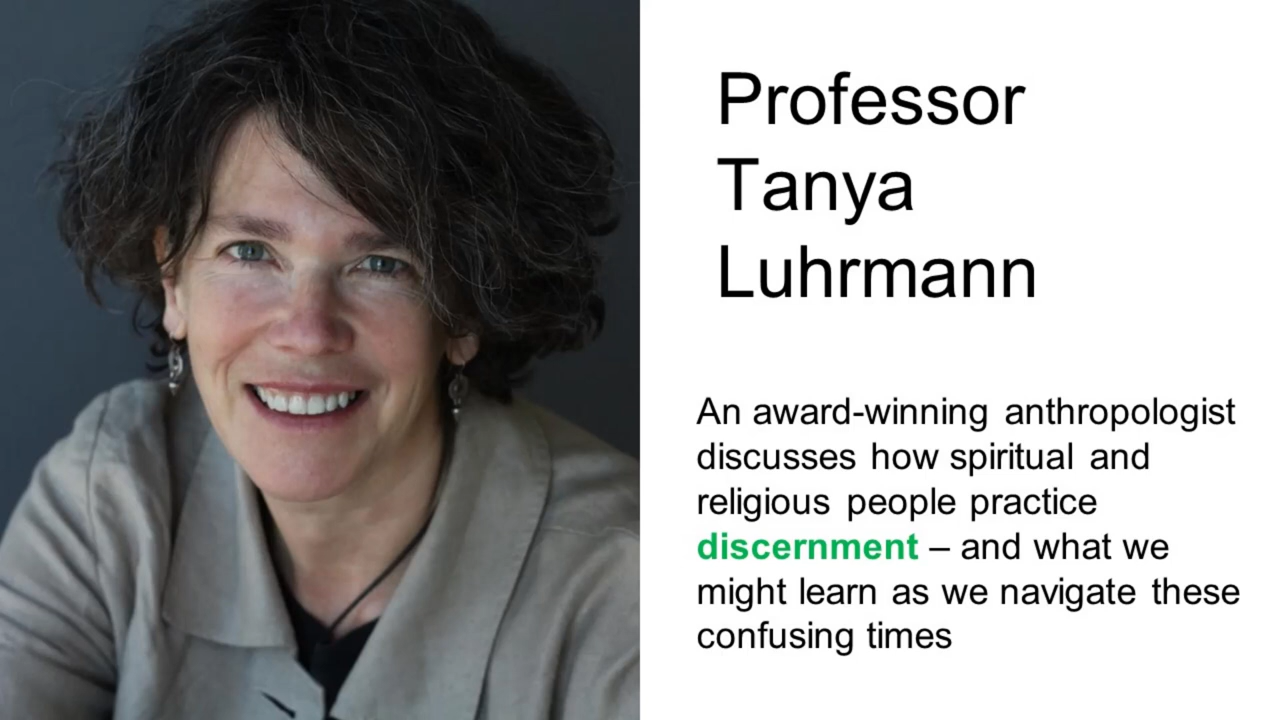 Professor
Tanya
Luhrmann
An award-winning anthropologist
discusses how spiritual and
religious people practice
discernment – and what we
might learn as we navigate these
confusing times